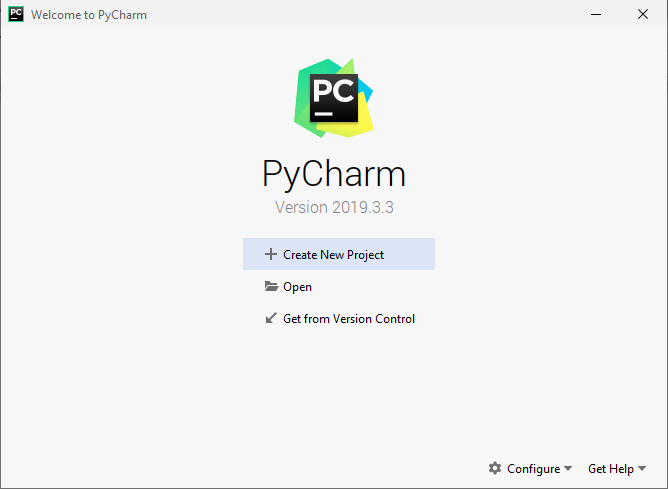 Welcome to PyCharm
PC
PyCharm
Version 2019.3.3
Create New Project
Open
Get from Version Control
Configure Get Help